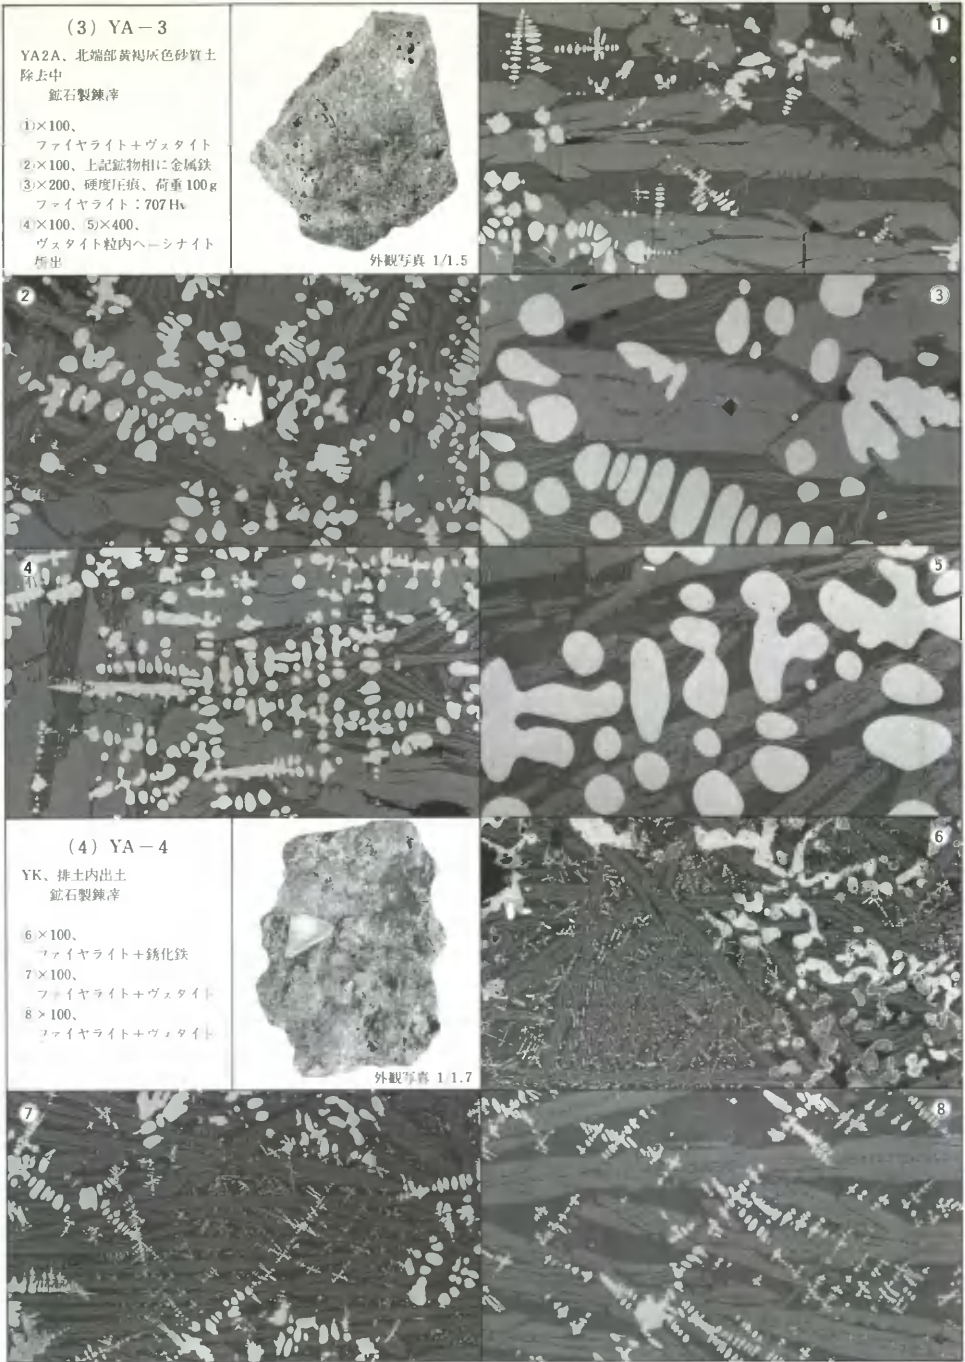 (3) YA-3
YA2A、北端部黄褐灰色砂質土
除去中
鉱石製錬滓
①×100、
ファイヤライト+ヴスタイト
②×100、上記鉱物相に金属鉄
③×200、硬度圧痕、荷重100g
ファイヤライト:707Hv
④×100、⑤×400、
ヴスタイト粒内ヘーシナイト
析出
外観写真 1/1.5
①
②
③
④
⑤
(4) YA-4
YK、排土内出土
鉱石製錬滓
⑥×100、
ファイヤライト+銹化鉄
⑦×100、
ファイヤライト+ヴスタイト
⑧×100、
ファイヤライト+ヴスタイト
外観写真 1/1.7
⑥
⑦
⑧